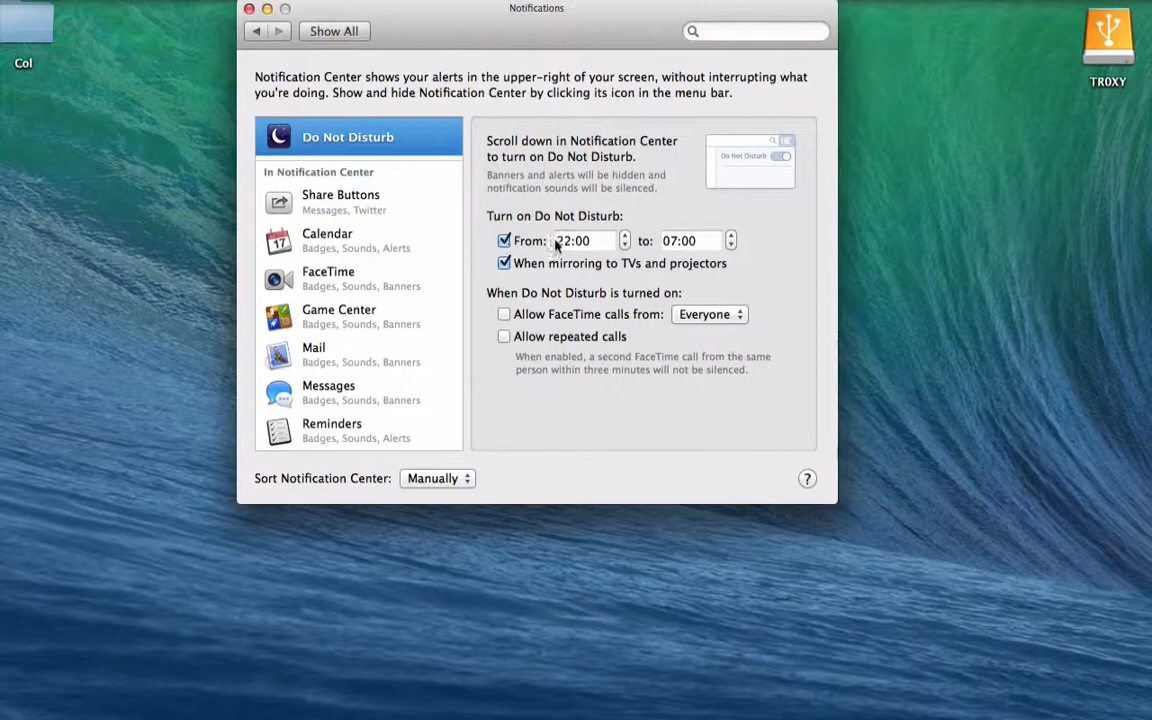 Notifications
Show All
Col
TR0XY
Notification Center shows your alerts in the upper-right of your screen, without interrupting what
you're doing. Show and hide Notification Center by clicking its icon in the menu bar.
Do Not Disturb
In Notification Center
Share Buttons
Messages, Twitter
17
Calendar
Badges, Sounds, Alerts
FaceTime
Badges, Sounds, Banners
Game Center
Badges, Sounds, Banners
Mail
Badges, Sounds, Banners
Messages
Badges, Sounds, Banners
Reminders
Badges, Sounds, Alerts
Scroll down in Notification Center
to turn on Do Not Disturb.
Banners and alerts will be hidden and
notification sounds will be silenced.
Do Not Disturb
Turn on Do Not Disturb:
From: 22:00 to: 07:00
When mirroring to TVs and projectors
When Do Not Disturb is turned on:
Allow FaceTime calls from: Everyone
Allow repeated calls
When enabled, a second FaceTime call from the same
person within three minutes will not be silenced.
Sort Notification Center: Manually
?